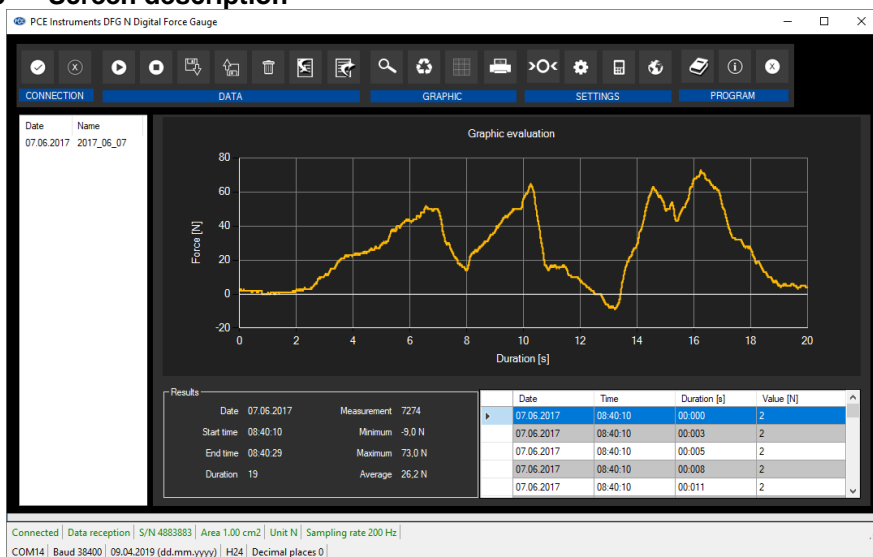 Screen description
PCE Instruments DFG N Digital Force Gauge
CONNECTION DATA GRAPHIC SETTINGS PROGRAM
Date Name
07.06.2017 2017_06_07
Graphic evaluation
Force [N]
80
60
40
20
0
-20
0 2 4 6 8 10 12 14 16 18 20
Duration [s]
Results
Date 07.06.2017 Measurement 7274
Start time 08:40:10 Minimum -9,0 N
End time 08:40:29 Maximum 73,0 N
Duration 19 Average 26,2 N
Date Time Duration [s] Value [N]
07.06.2017 08:40:10 00:000 2
07.06.2017 08:40:10 00:003 2
07.06.2017 08:40:10 00:005 2
07.06.2017 08:40:10 00:008 2
07.06.2017 08:40:10 00:011 2
Connected Data reception S/N 4883883 Area 1.00 cm2 Unit N Sampling rate 200 Hz
COM14 Baud 38400 09.04.2019 (dd.mm.yyyy) H24 Decimal places 0